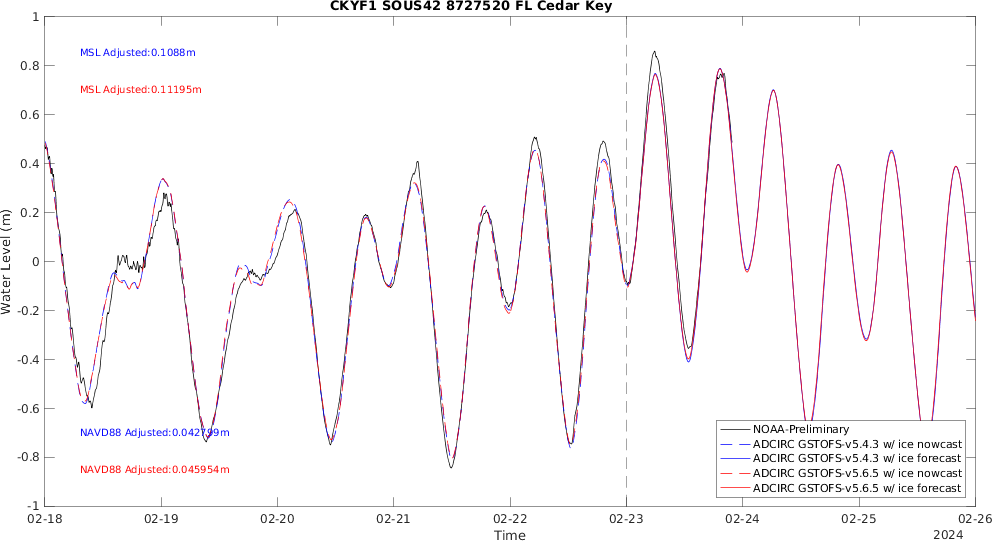 CKYF1 SOUS42 8727520 FL Cedar Key
1
0.8
0.6
0.4
0.2
0
-0.2
-0.4
-0.6
-0.8
-1
Water Level (m)
MSL Adjusted:0.1088m
MSL Adjusted:0.11195m
NAVD88 Adjusted:0.042799m
NAVD88 Adjusted:0.045954m
NOAA-Preliminary
ADCIRC GSTOFS-v5.4.3 w/ ice nowcast
ADCIRC GSTOFS-v5.4.3 w/ ice forecast
ADCIRC GSTOFS-v5.6.5 w/ ice nowcast
ADCIRC GSTOFS-v5.6.5 w/ ice forecast
02-18 02-19 02-20 02-21 02-22 02-23 02-24 02-25 02-26
Time
2024